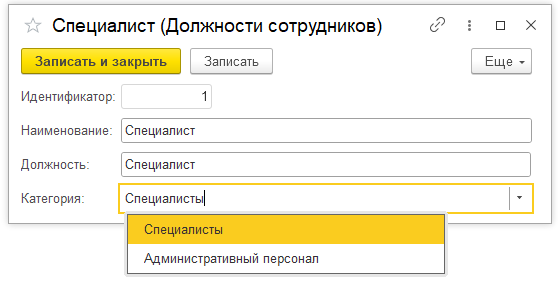 Специалист (Должности сотрудников)
Записать и закрыть Записать Еще
Идентификатор: 1
Наименование: Специалист
Должность: Специалист
Категория: Специалисты
Специалисты
Административный персонал